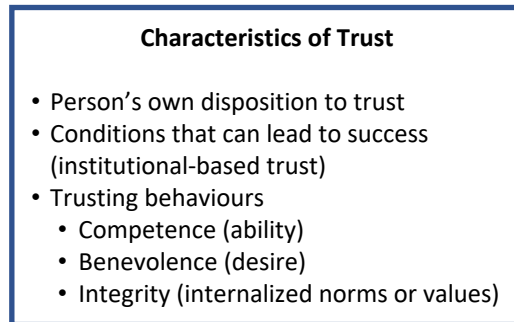 Characteristics of Trust
• Person's own disposition to trust
• Conditions that can lead to success
(institutional-based trust)
• Trusting behaviours
• Competence (ability)
• Benevolence (desire)
• Integrity (internalized norms or values)